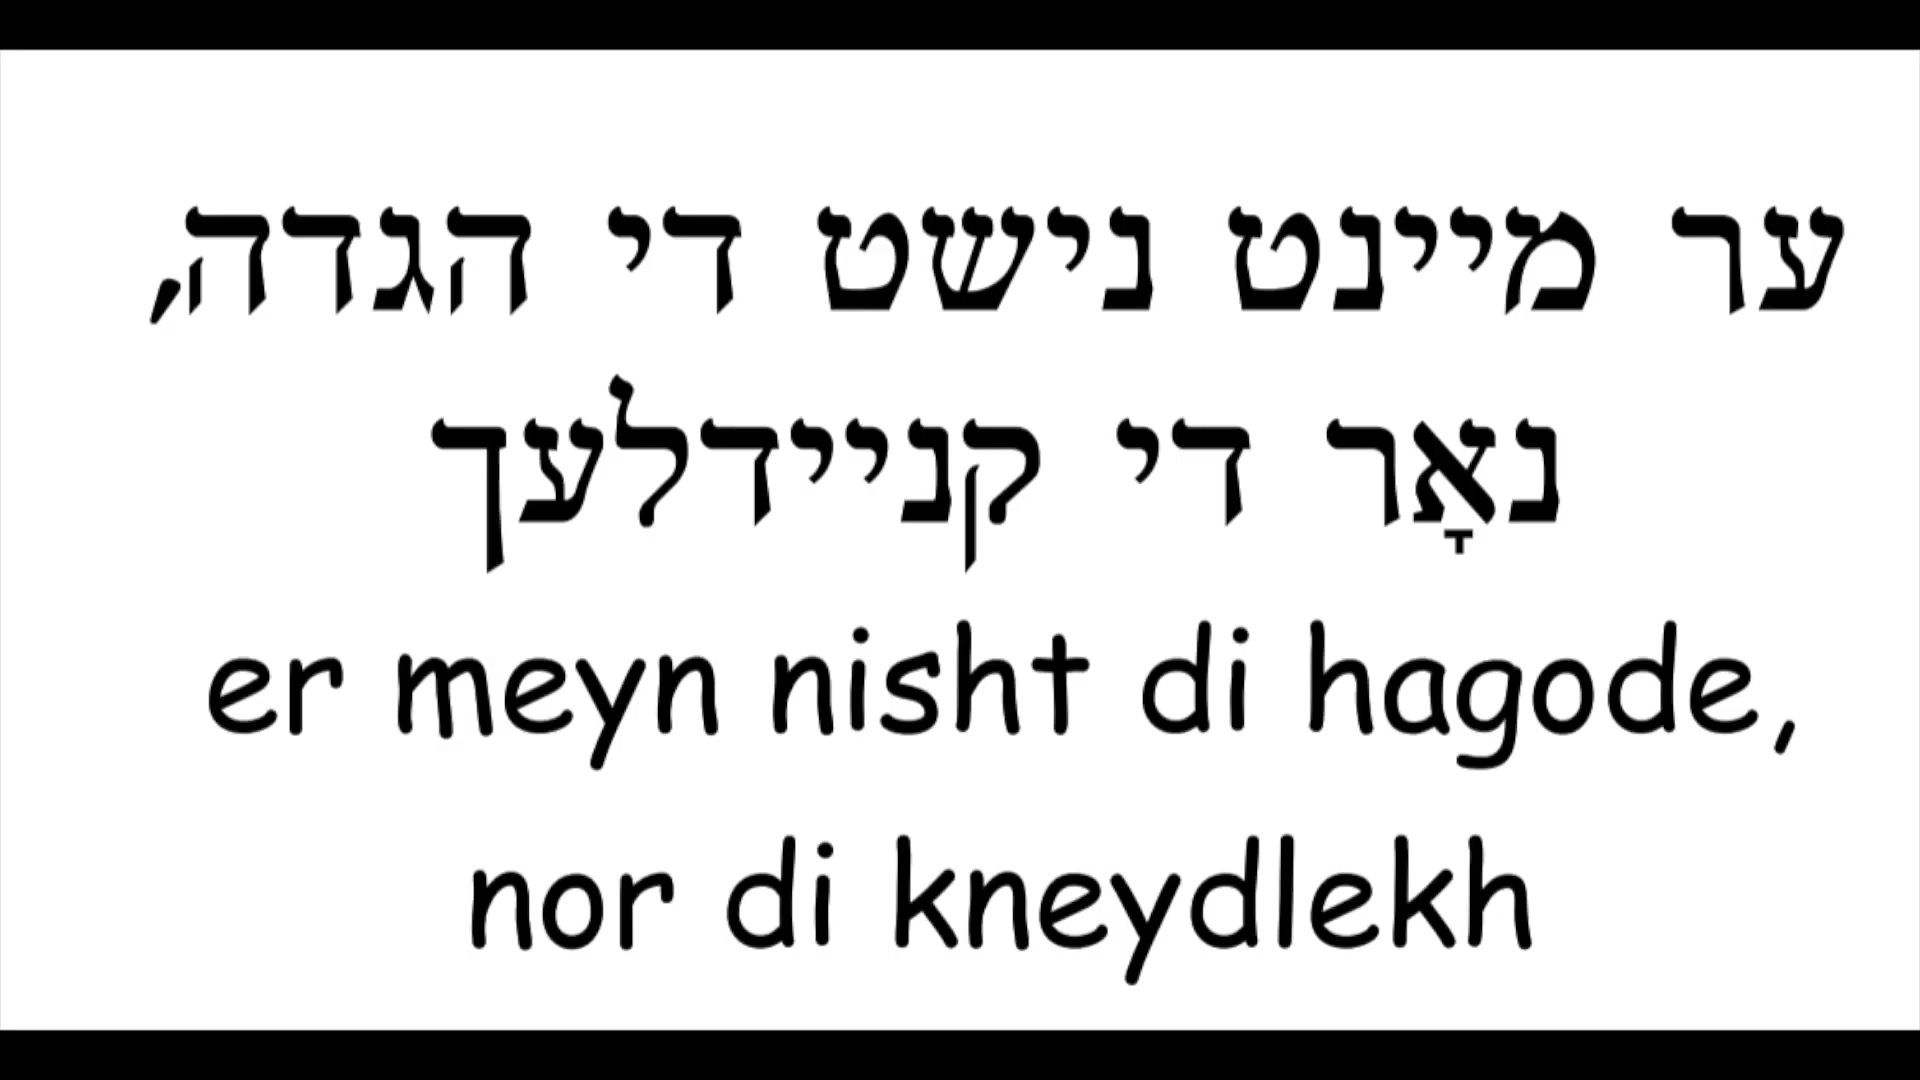 ער מיינט נישט די הגדה,
נאָר די קניידלעך
er meyn nisht di hagode,
nor di kneydlekh